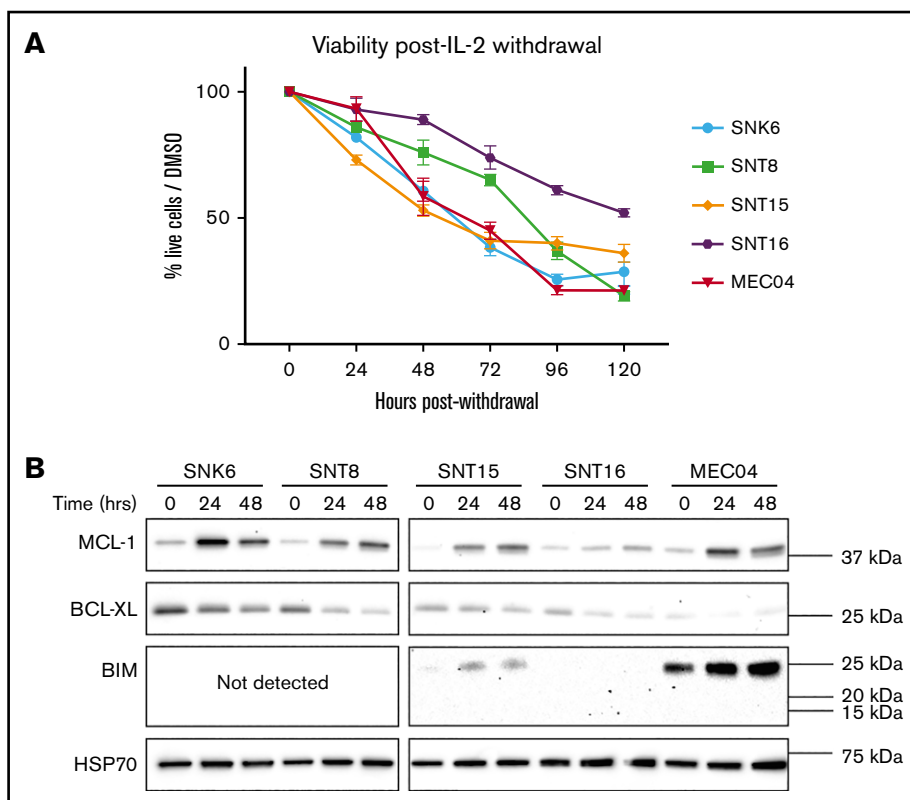 A
Viability post-IL-2 withdrawal
% live cells / DMSO
100
50
0
0 24 48 72 96 120
Hours post-withdrawal
SNK6
SNT8
SNT15
SNT16
MEC04
B
SNK6 SNT8 SNT15 SNT16 MEC04
Time (hrs) 0 24 48 0 24 48 0 24 48 0 24 48 0 24 48
MCL-1
37 kDa
BCL-XL
25 kDa
BIM
Not detected
25 kDa
20 kDa
15 kDa
HSP70
75 kDa